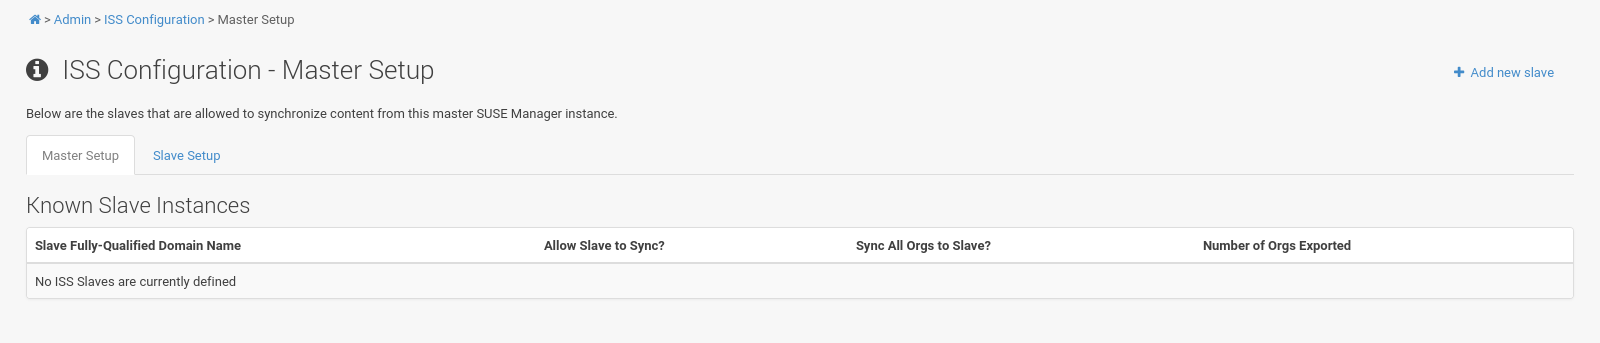 > Admin > ISS Configuration > Master Setup
ISS Configuration - Master Setup
Add new slave
Below are the slaves that are allowed to synchronize content from this master SUSE Manager instance.
Master Setup Slave Setup
Known Slave Instances
Slave Fully-Qualified Domain Name Allow Slave to Sync? Sync All Orgs to Slave? Number of Orgs Exported
No ISS Slaves are currently defined